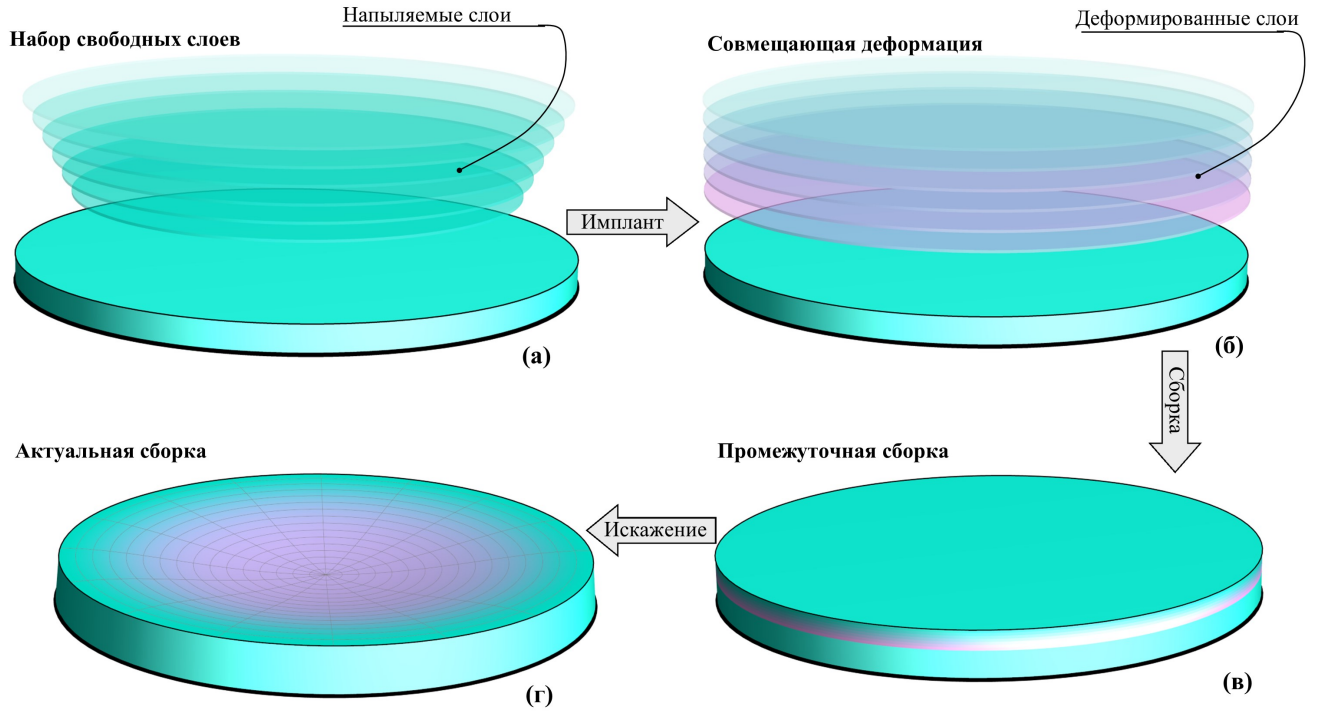 Напыляемые слои
Набор свободных слоев
Деформированные слои
Совмещающая деформация
Имплант
(а)
(б)
Сборка
Актуальная сборка
Промежуточная сборка
Искажение
(г)
(в)